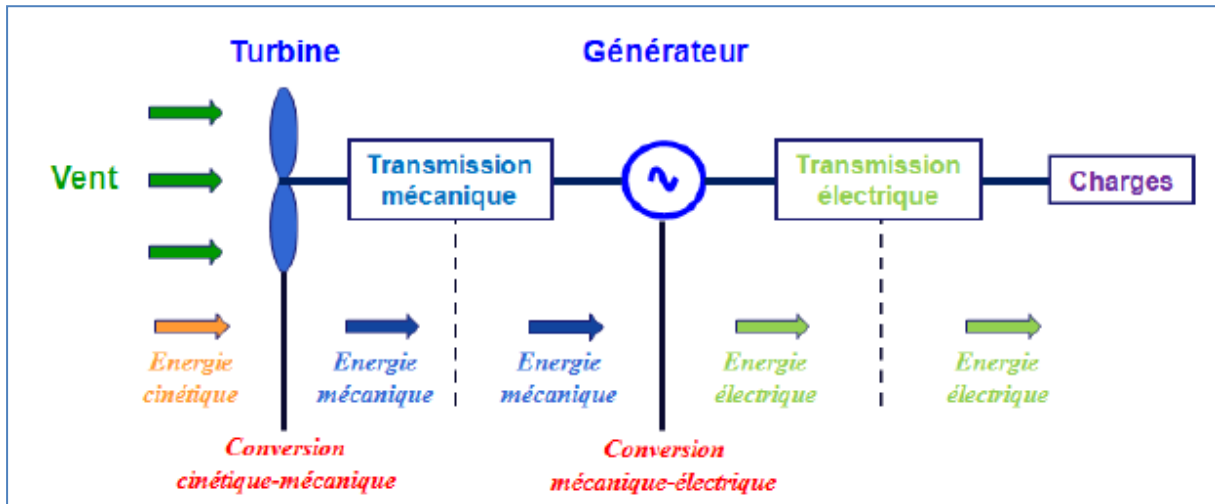 Turbine
Générateur
Vent
Transmission
mécanique
Transmission
électrique
Charges
Energie
cinétique
Energie
mécanique
Energie
mécanique
Energie
électrique
Energie
électrique
Conversion
cinétique-mécanique
Conversion
mécanique-électrique